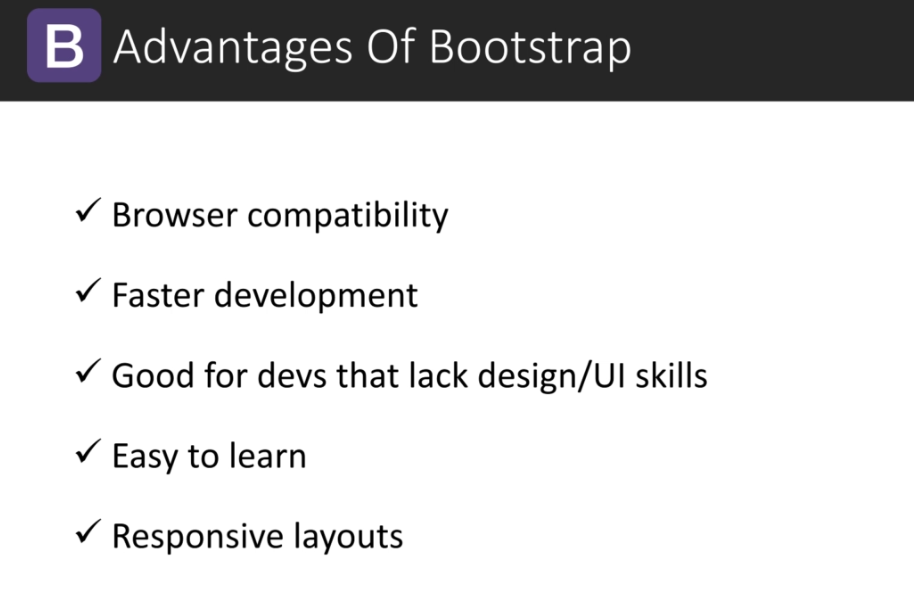 B Advantages Of Bootstrap
✓ Browser compatibility
✓ Faster development
✓ Good for devs that lack design/UI skills
✓ Easy to learn
✓ Responsive layouts